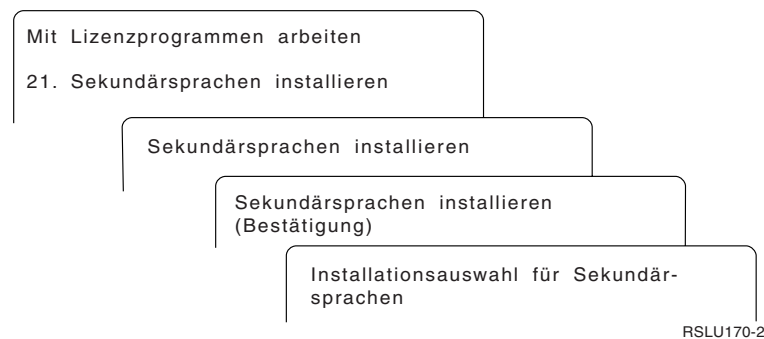 Mit Lizenzprogrammen arbeiten
21. Sekundärsprachen installieren
Sekundärsprachen installieren
Sekundärsprachen installieren
(Bestätigung)
Installationsauswahl für Sekundär-
sprachen
RSLU170-2